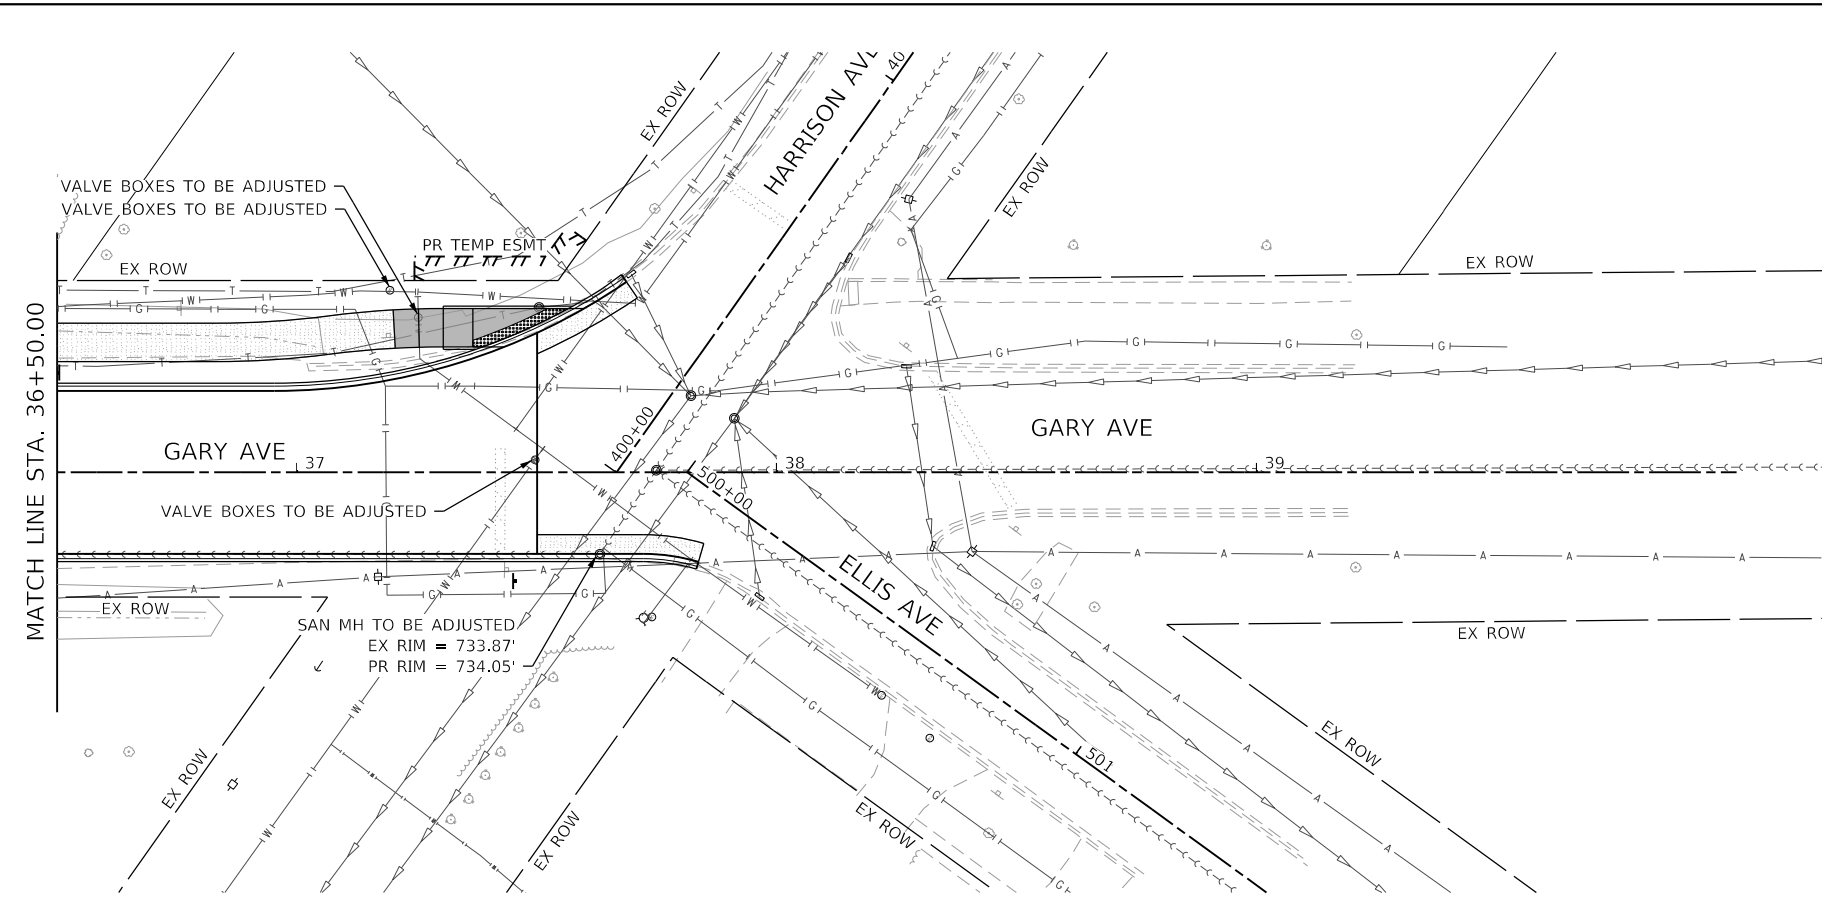 HARRISON AVE
40
EX ROW
EX ROW
VALVE BOXES TO BE ADJUSTED
VALVE BOXES TO BE ADJUSTED
PR TEMP ESMT
EX ROW
EX ROW
MATCH LINE STA. 36+50.00
GARY AVE
37
400+00
500+00
38
GARY AVE
39
VALVE BOXES TO BE ADJUSTED
ELLIS AVE
EX ROW
SAN MH TO BE ADJUSTED
EX RIM = 733.87'
PR RIM = 734.05'
EX ROW
EX ROW
EX ROW
501
EX ROW
EX ROW